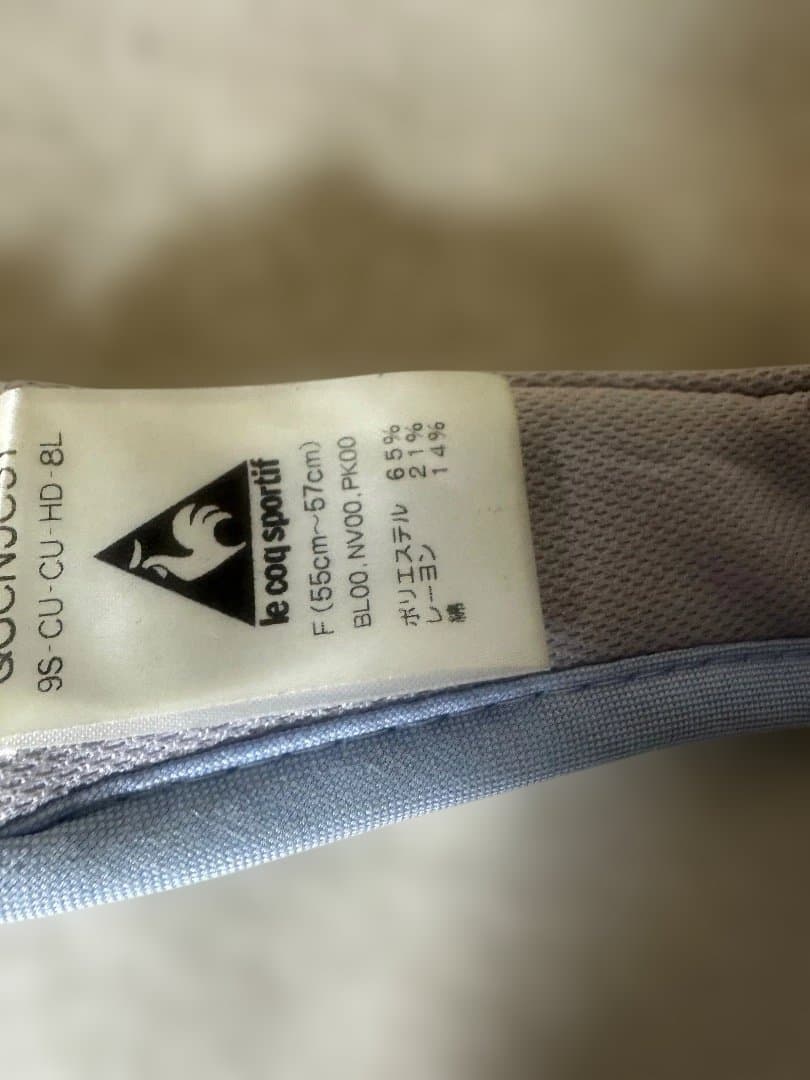 9S-CU-CU-HD-8L
le coq sportif
F(55cm~57cm)
BL00.NV00.PK00
ポリエステル 65%
レーヨン 21%
綿 14%